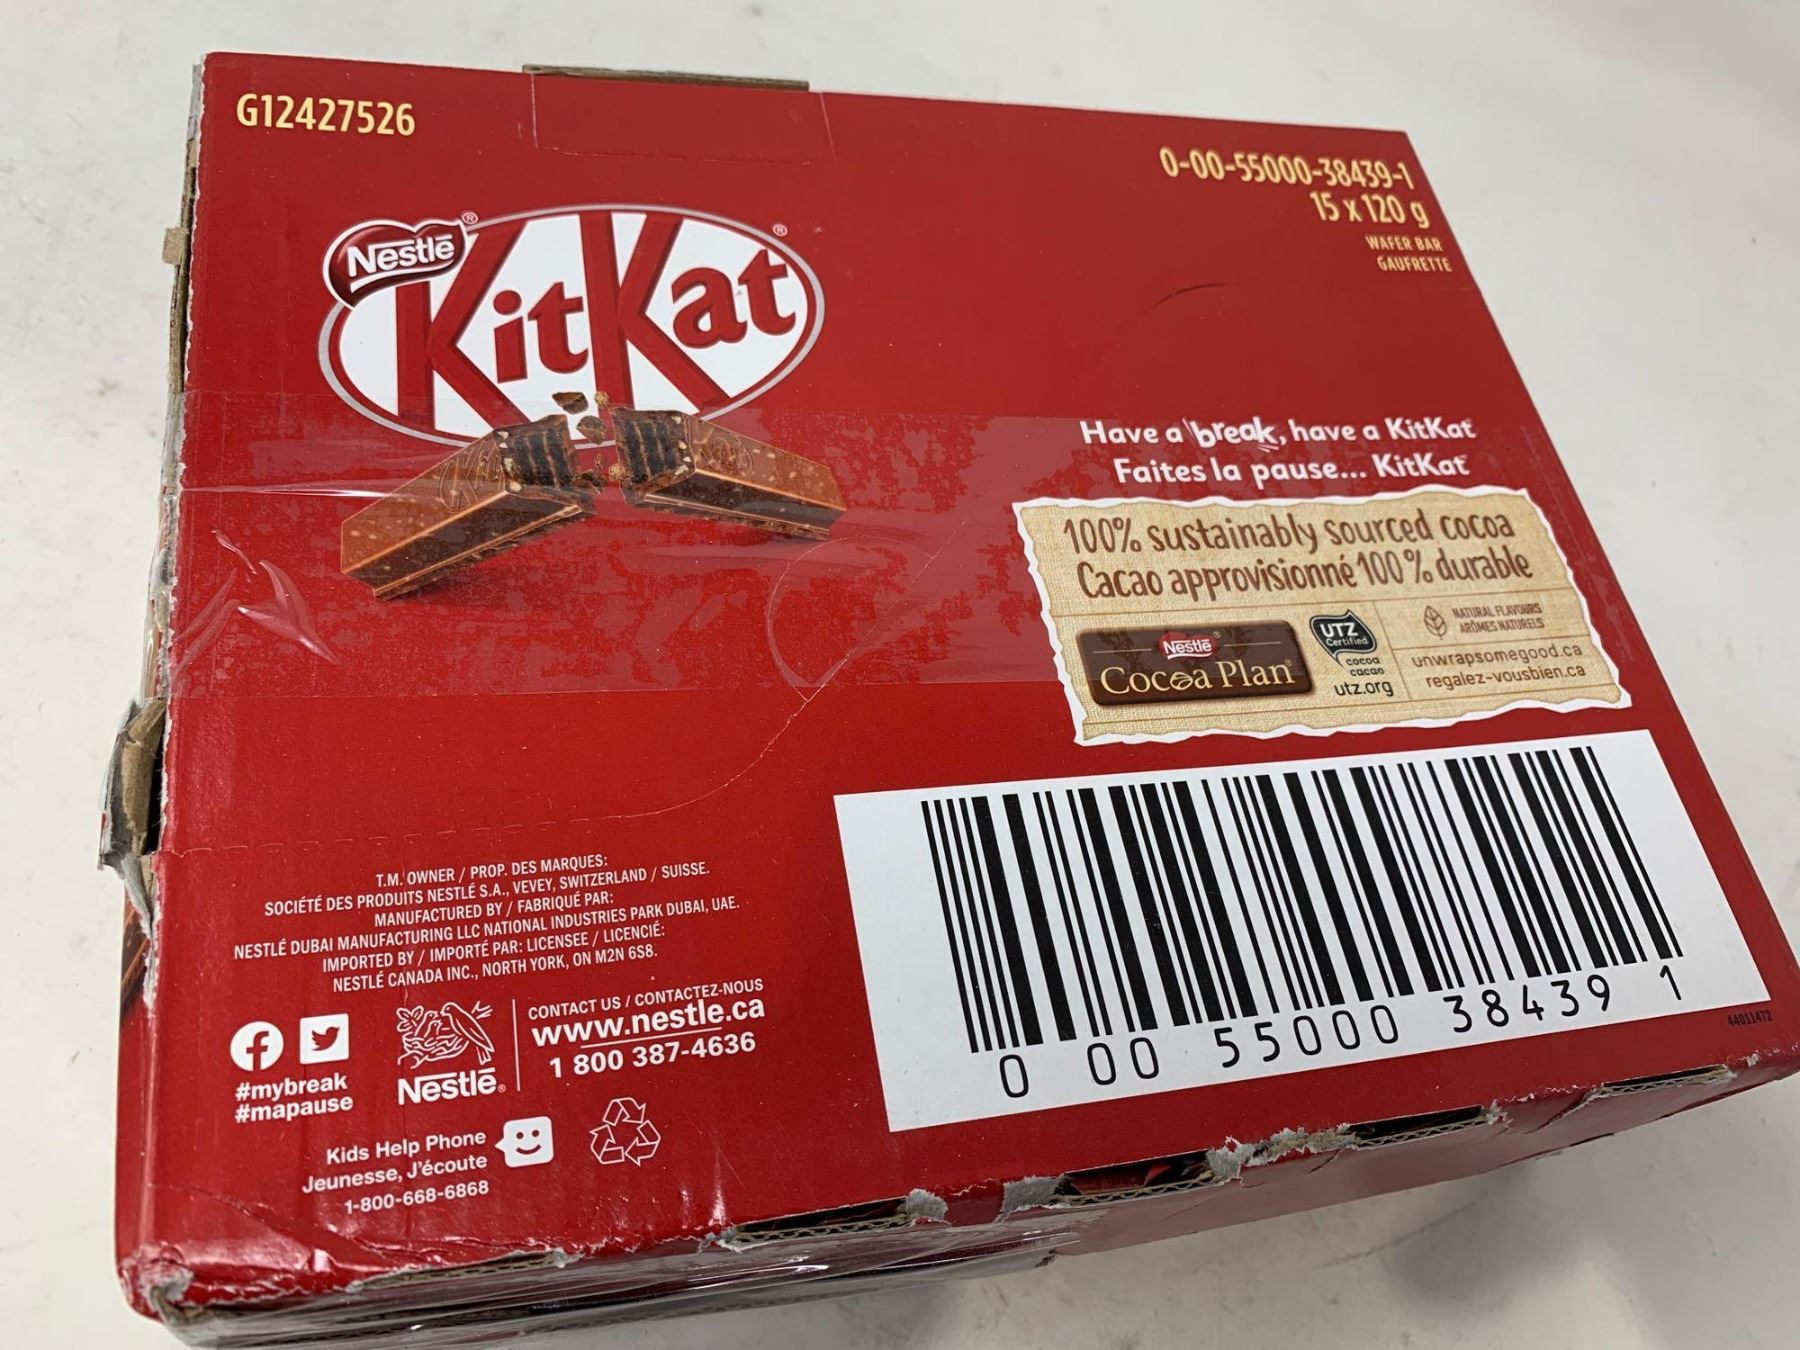 G12427526
0-00-55000-38439-1
15 x 120 g
WAFER BAR
GAUFRETTE
Nestlé®
KitKat®
Have a break, have a KitKat
Faites la pause... KitKat
100% sustainably sourced cocoa
Cacao approvisionné 100 % durable
Nestlé®
Cocoa Plan®
UTZ
Certified
cocoa
cacao
utz.org
NATURAL FLAVOURS
ARÔMES NATURELS
unwrapsomegood.ca
regalez-vousbien.ca
T.M. OWNER / PROP. DES MARQUES:
SOCIÉTÉ DES PRODUITS NESTLÉ S.A., VEVEY, SWITZERLAND / SUISSE.
MANUFACTURED BY / FABRIQUÉ PAR:
NESTLÉ DUBAI MANUFACTURING LLC NATIONAL INDUSTRIES PARK DUBAI, UAE.
IMPORTED BY / IMPORTÉ PAR: LICENSEE / LICENCIÉ:
NESTLÉ CANADA INC., NORTH YORK, ON M2N 6S8.
#mybreak
#mapause
Nestlé®
CONTACT US / CONTACTEZ-NOUS
www.nestle.ca
1 800 387-4636
Kids Help Phone
Jeunesse, J'écoute
1-800-668-6868
0 00 55000 38439 1
44011472